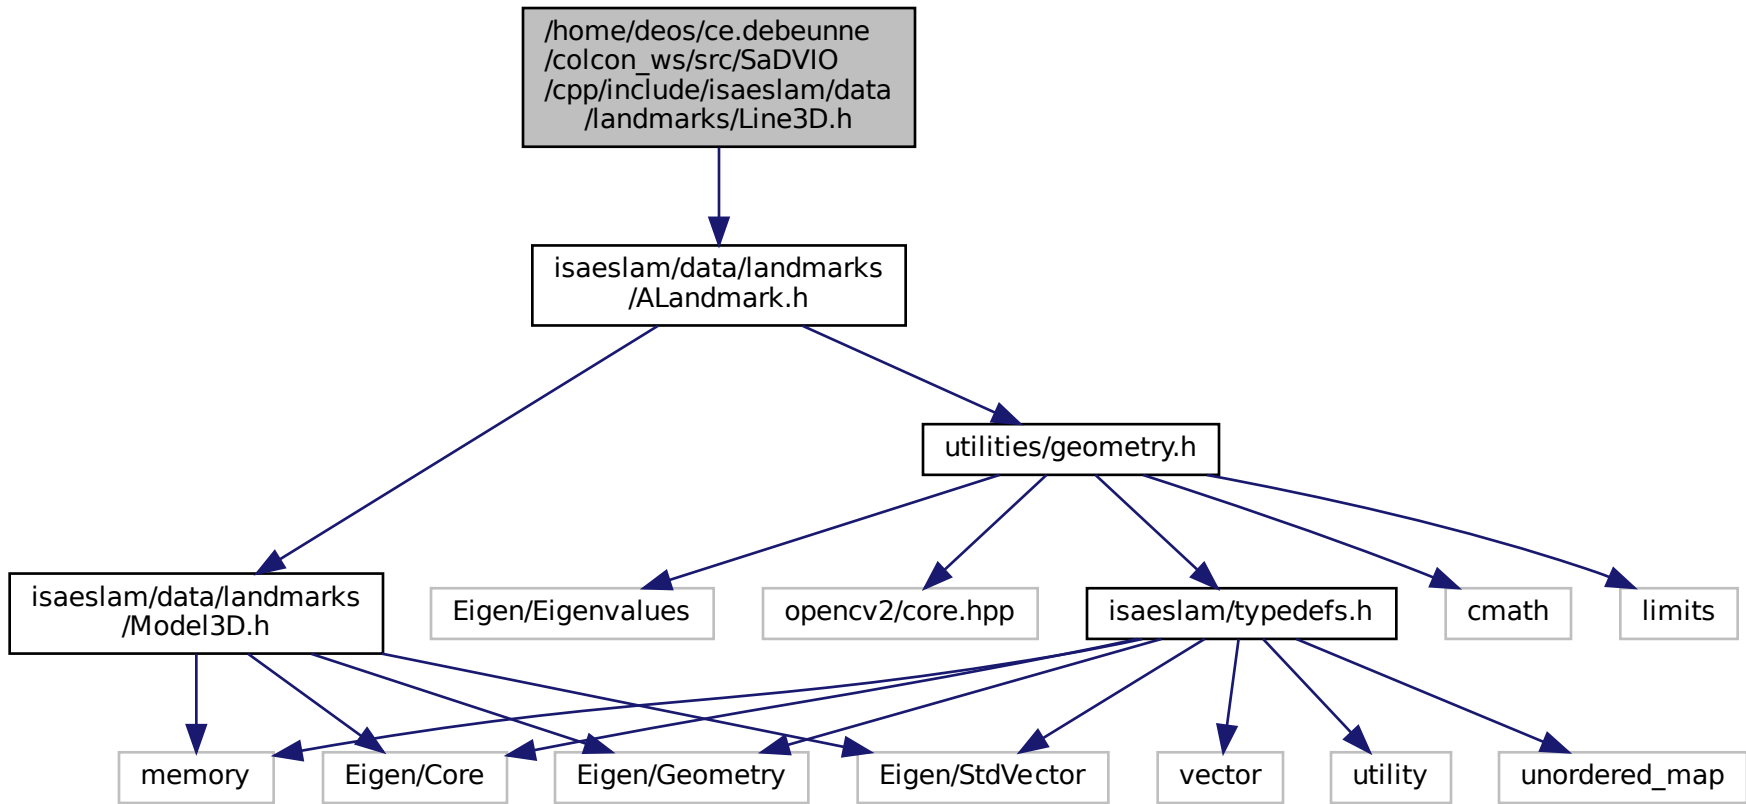 /home/deos/ce.debeunne
/colcon_ws/src/SaDVIO
/cpp/include/isaeslam/data
/landmarks/Line3D.h
isaeslam/data/landmarks
/ALandmark.h
utilities/geometry.h
isaeslam/data/landmarks
/Model3D.h
Eigen/Eigenvalues
opencv2/core.hpp
isaeslam/typedefs.h
cmath
limits
memory
Eigen/Core
Eigen/Geometry
Eigen/StdVector
vector
utility
unordered_map